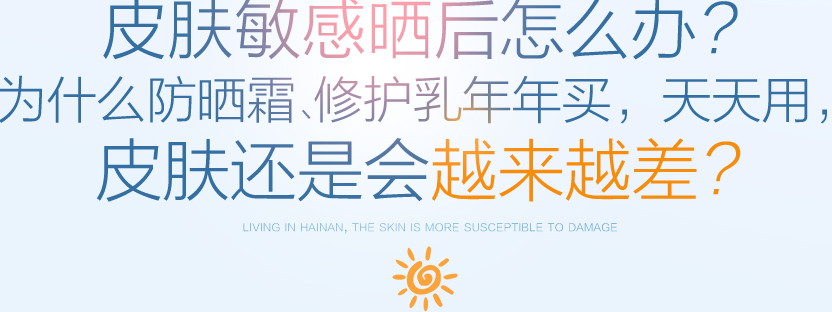 皮肤敏感晒后怎么办?
为什么防晒霜、修护乳年年买，天天用，
皮肤还是会越来越差?
LIVING IN HAINAN, THE SKIN IS MORE SUSCEPTIBLE TO DAMAGE